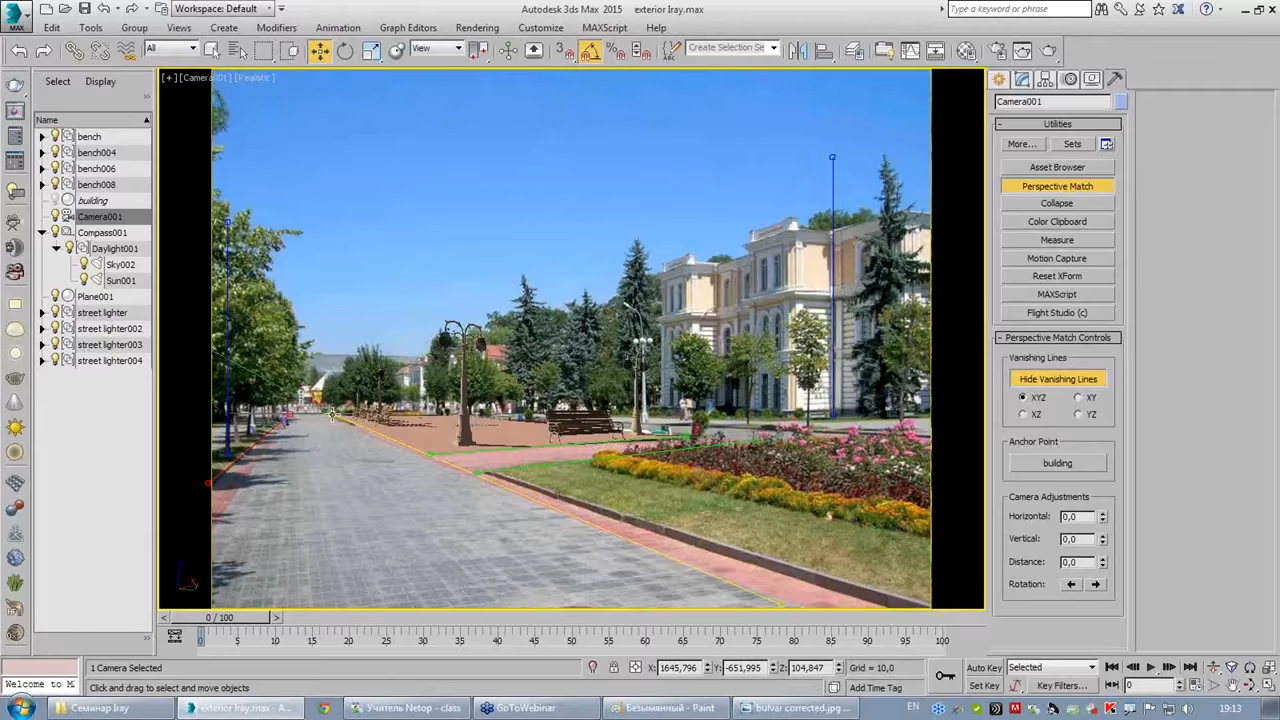 Workspace: Default
Autodesk 3ds Max 2015 exterior Iray.max
Type a keyword or phrase
MAX
Edit Tools Group Views Create Modifiers Animation Graph Editors Rendering Customize MAXScript Help
All View Create Selection Se
Select Display
[+] [Camera001] [Realistic]
Name
bench
bench004
bench006
bench008
building
Camera001
Compass001
Daylight001
Sky002
Sun001
Plane001
street lighter
street lighter002
street lighter003
street lighter004
Camera001
Utilities
More... Sets
Asset Browser
Perspective Match
Collapse
Color Clipboard
Measure
Motion Capture
Reset XForm
MAXScript
Flight Studio (c)
Perspective Match Controls
Vanishing Lines
Hide Vanishing Lines
XYZ XY
XZ YZ
Anchor Point
building
Camera Adjustments
Horizontal: 0,0
Vertical: 0,0
Distance: 0,0
Rotation:
0 / 100
0 5 10 15 20 25 30 35 40 45 50 55 60 65 70 75 80 85 90 95 100
1 Camera Selected X: 1645,796 Y: -651,995 Z: 104,847 Grid = 10,0 Auto Key Selected
Welcome to M Click and drag to select and move objects Add Time Tag Set Key Key Filters... 0
Семинар Iray exterior Iray.max - A... Учитель Netop - class GoToWebinar Безымянный - Paint bulvar corrected.jpg... EN 19:13